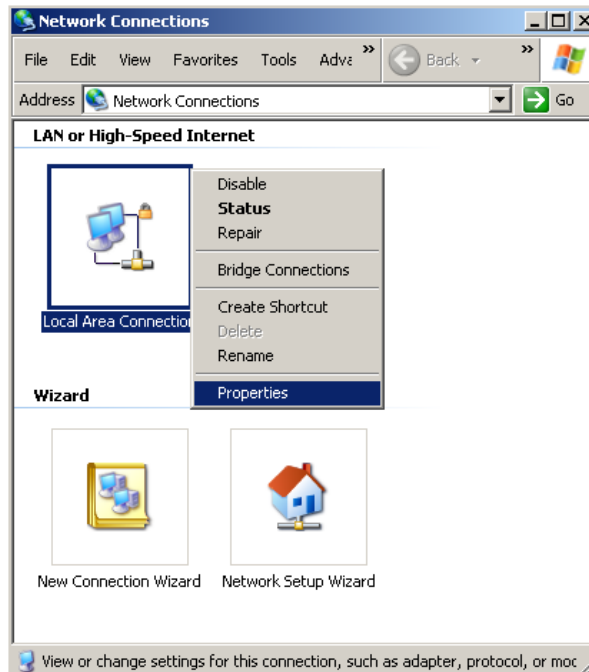 Network Connections
File Edit View Favorites Tools Adva » Back »
Address Network Connections Go
LAN or High-Speed Internet
Disable
Status
Repair
Bridge Connections
Create Shortcut
Local Area Connection
Delete
Rename
Properties
Wizard
New Connection Wizard Network Setup Wizard
View or change settings for this connection, such as adapter, protocol, or moc